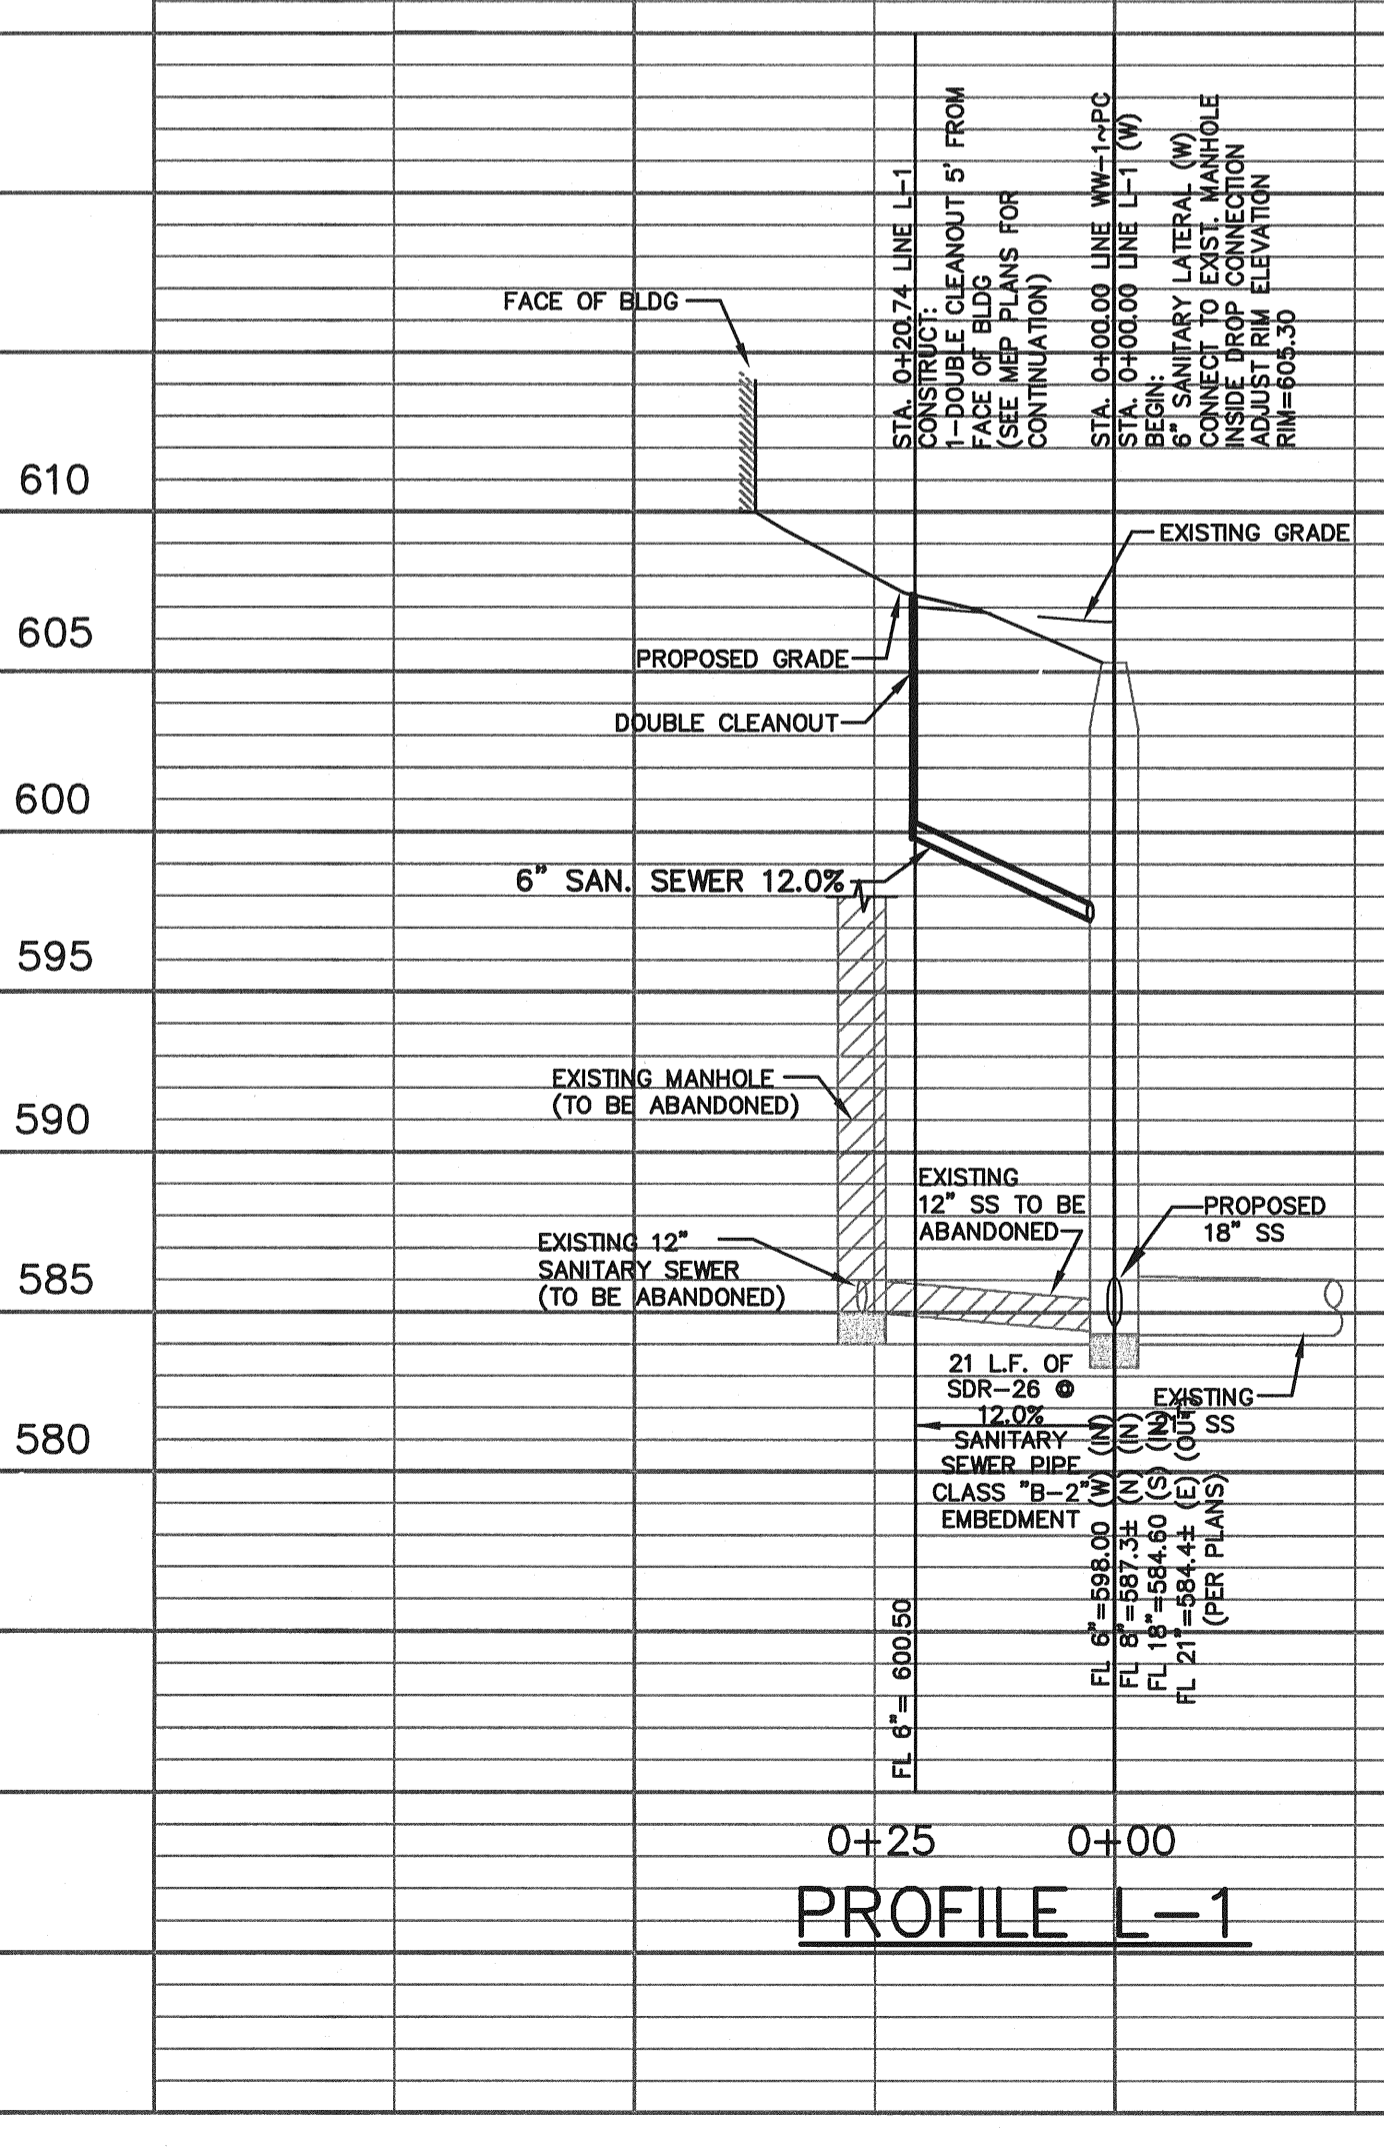 STA. 0+20.74 LINE L-1
CONSTRUCT:
1-DOUBLE CLEANOUT 5' FROM
FACE OF BLDG
(SEE MEP PLANS FOR
CONTINUATION)
STA. 0+00.00 LINE WW-1~PC
STA. 0+00.00 LINE L-1 (W)
BEGIN:
6" SANITARY LATERAL (W)
CONNECT TO EXIST. MANHOLE
INSIDE DROP CONNECTION
ADJUST RIM ELEVATION
RIM=605.30
FACE OF BLDG
610
EXISTING GRADE
605
PROPOSED GRADE
DOUBLE CLEANOUT
600
6" SAN. SEWER 12.0%
595
EXISTING MANHOLE
(TO BE ABANDONED)
590
EXISTING
12" SS TO BE
ABANDONED
PROPOSED
18" SS
EXISTING 12"
SANITARY SEWER
(TO BE ABANDONED)
585
21 L.F. OF
SDR-26 @
12.0%
SANITARY
SEWER PIPE
CLASS "B-2"
EMBEDMENT
EXISTING
21" SS
580
FL 6"= 600.50
FL 6"=598.00 (W) (IN)
FL 8"=587.3± (N) (IN)
FL 18"=584.60 (S) (IN)
FL 21"=584.4± (E) (OUT)
(PER PLANS)
0+25
0+00
PROFILE L-1